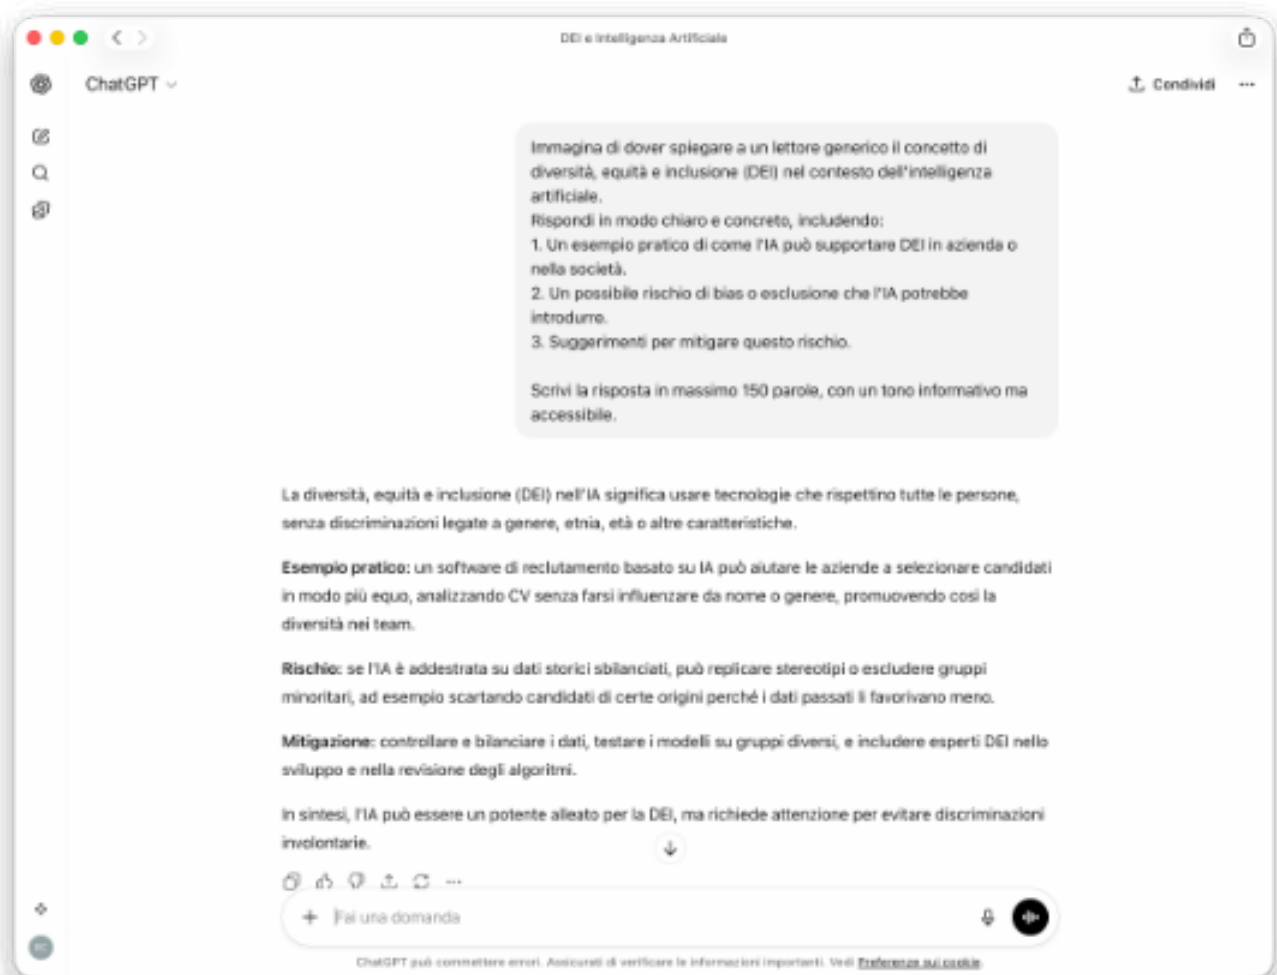 DEI e Intelligenza Artificiale
ChatGPT
Condividi
Immagina di dover spiegare a un lettore generico il concetto di
diversità, equità e inclusione (DEI) nel contesto dell'intelligenza
artificiale.
Rispondi in modo chiaro e concreto, includendo:
1. Un esempio pratico di come l'IA può supportare DEI in azienda o
nella società.
2. Un possibile rischio di bias o esclusione che l'IA potrebbe
introdurre.
3. Suggerimenti per mitigare questo rischio.
Scrivi la risposta in massimo 150 parole, con un tono informativo ma
accessibile.
La diversità, equità e inclusione (DEI) nell'IA significa usare tecnologie che rispettino tutte le persone,
senza discriminazioni legate a genere, etnia, età o altre caratteristiche.
Esempio pratico: un software di reclutamento basato su IA può aiutare le aziende a selezionare candidati
in modo più equo, analizzando CV senza farsi influenzare da nome o genere, promuovendo così la
diversità nei team.
Rischio: se l'IA è addestrata su dati storici sbilanciati, può replicare stereotipi o escludere gruppi
minoritari, ad esempio scartando candidati di certe origini perché i dati passati li favorivano meno.
Mitigazione: controllare e bilanciare i dati, testare i modelli su gruppi diversi, e includere esperti DEI nello
sviluppo e nella revisione degli algoritmi.
In sintesi, l'IA può essere un potente alleato per la DEI, ma richiede attenzione per evitare discriminazioni
involontarie.
Fai una domanda
ChatGPT può commettere errori. Assicurati di verificare le informazioni importanti. Vedi Preferenze sui cookie.